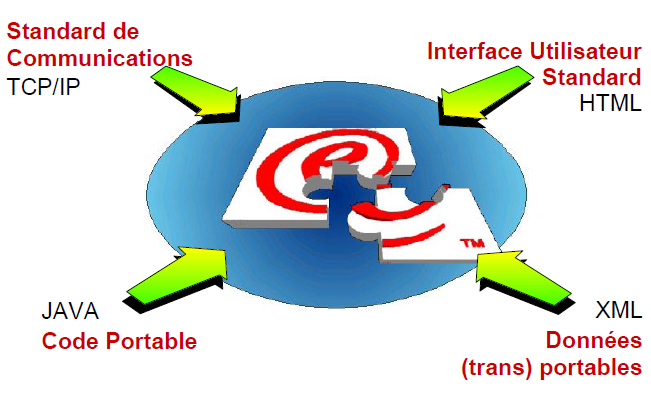 Standard de
Communications
TCP/IP
Interface Utilisateur
Standard
HTML
e
TM
JAVA
Code Portable
XML
Données
(trans) portables